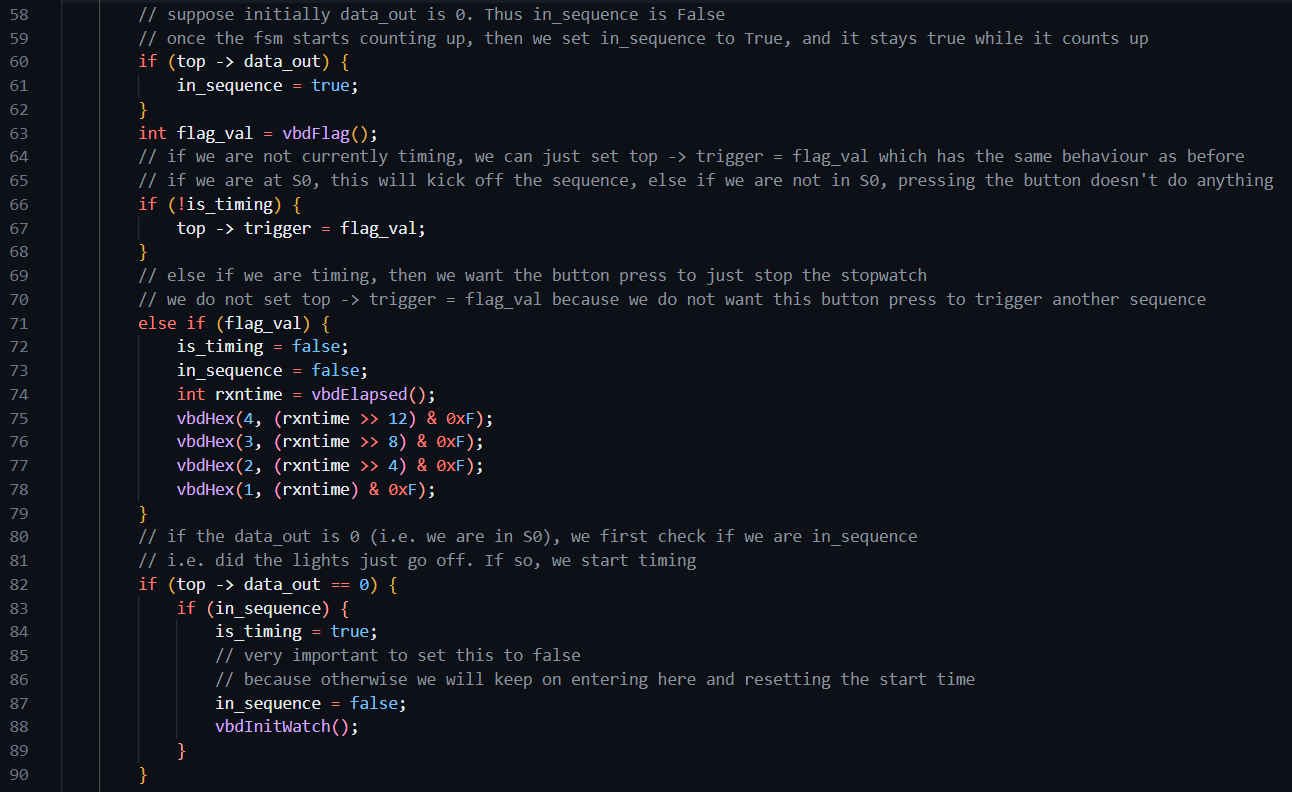 58 // suppose initially data_out is 0. Thus in_sequence is False
59 // once the fsm starts counting up, then we set in_sequence to True, and it stays true while it counts up
60 if (top -> data_out) {
61 in_sequence = true;
62 }
63 int flag_val = vbdFlag();
64 // if we are not currently timing, we can just set top -> trigger = flag_val which has the same behaviour as before
65 // if we are at S0, this will kick off the sequence, else if we are not in S0, pressing the button doesn't do anything
66 if (!is_timing) {
67 top -> trigger = flag_val;
68 }
69 // else if we are timing, then we want the button press to just stop the stopwatch
70 // we do not set top -> trigger = flag_val because we do not want this button press to trigger another sequence
71 else if (flag_val) {
72 is_timing = false;
73 in_sequence = false;
74 int rxntime = vbdElapsed();
75 vbdHex(4, (rxntime >> 12) & 0xF);
76 vbdHex(3, (rxntime >> 8) & 0xF);
77 vbdHex(2, (rxntime >> 4) & 0xF);
78 vbdHex(1, (rxntime) & 0xF);
79 }
80 // if the data_out is 0 (i.e. we are in S0), we first check if we are in_sequence
81 // i.e. did the lights just go off. If so, we start timing
82 if (top -> data_out == 0) {
83 if (in_sequence) {
84 is_timing = true;
85 // very important to set this to false
86 // because otherwise we will keep on entering here and resetting the start time
87 in_sequence = false;
88 vbdInitWatch();
89 }
90 }